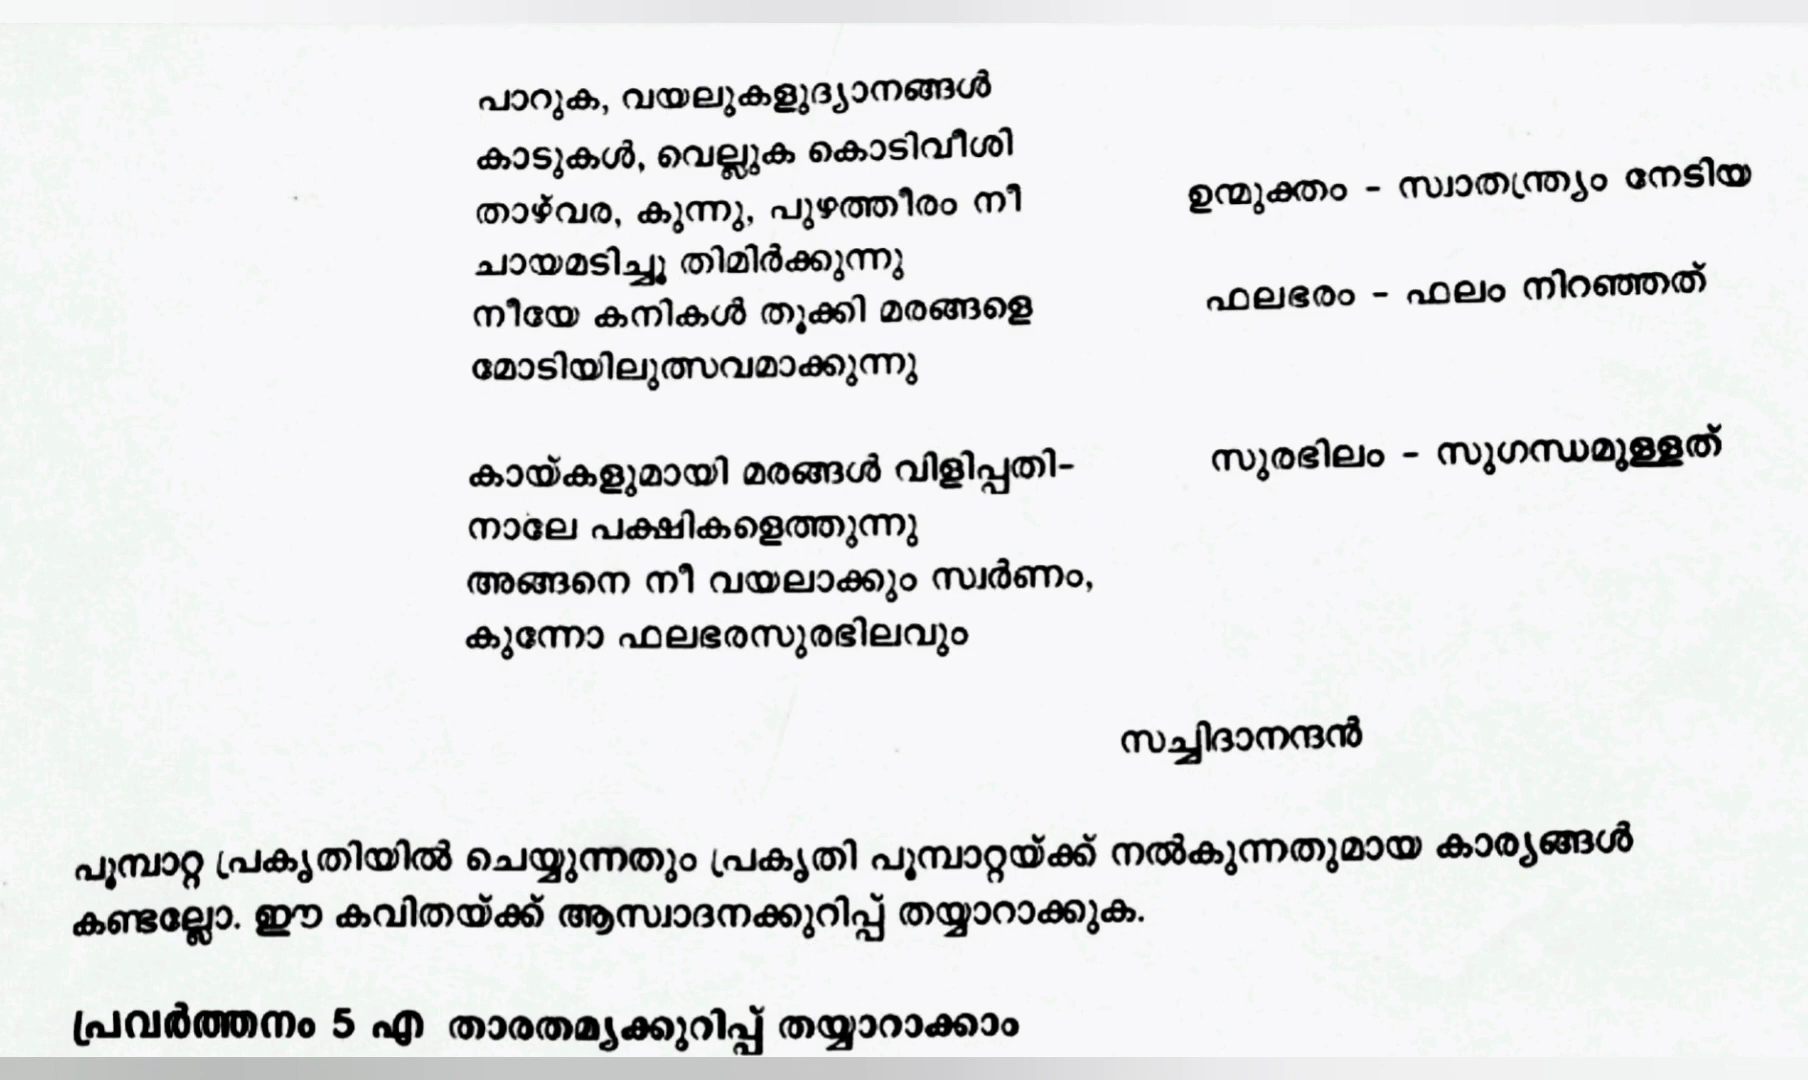 പാറുക, വയലുകളുദ്യാനങ്ങൾ
കാടുകൾ, വെല്ലുക കൊടിവീശി
താഴ്‌വര, കുന്നു, പുഴത്തീരം നീ
ചായമടിച്ചൂ തിമിർക്കുന്നു
നീയേ കനികൾ തൂക്കി മരങ്ങളെ
മോടിയിലുത്സവമാക്കുന്നു
കായ്കളുമായി മരങ്ങൾ വിളിപ്പതി-
നാലേ പക്ഷികളെത്തുന്നു
അങ്ങനെ നീ വയലാക്കും സ്വർണം,
കുന്നോ ഫലഭരസുരഭിലവും
ഉന്മുക്തം - സ്വാതന്ത്ര്യം നേടിയ
ഫലഭരം - ഫലം നിറഞ്ഞത്
സുരഭിലം - സുഗന്ധമുള്ളത്
സച്ചിദാനന്ദൻ
പൂമ്പാറ്റ പ്രകൃതിയിൽ ചെയ്യുന്നതും പ്രകൃതി പൂമ്പാറ്റയ്ക്ക് നൽകുന്നതുമായ കാര്യങ്ങൾ
കണ്ടല്ലോ. ഈ കവിതയ്ക്ക് ആസ്വാദനക്കുറിപ്പ് തയ്യാറാക്കുക.
പ്രവർത്തനം 5 എ താരതമ്യക്കുറിപ്പ് തയ്യാറാക്കാം